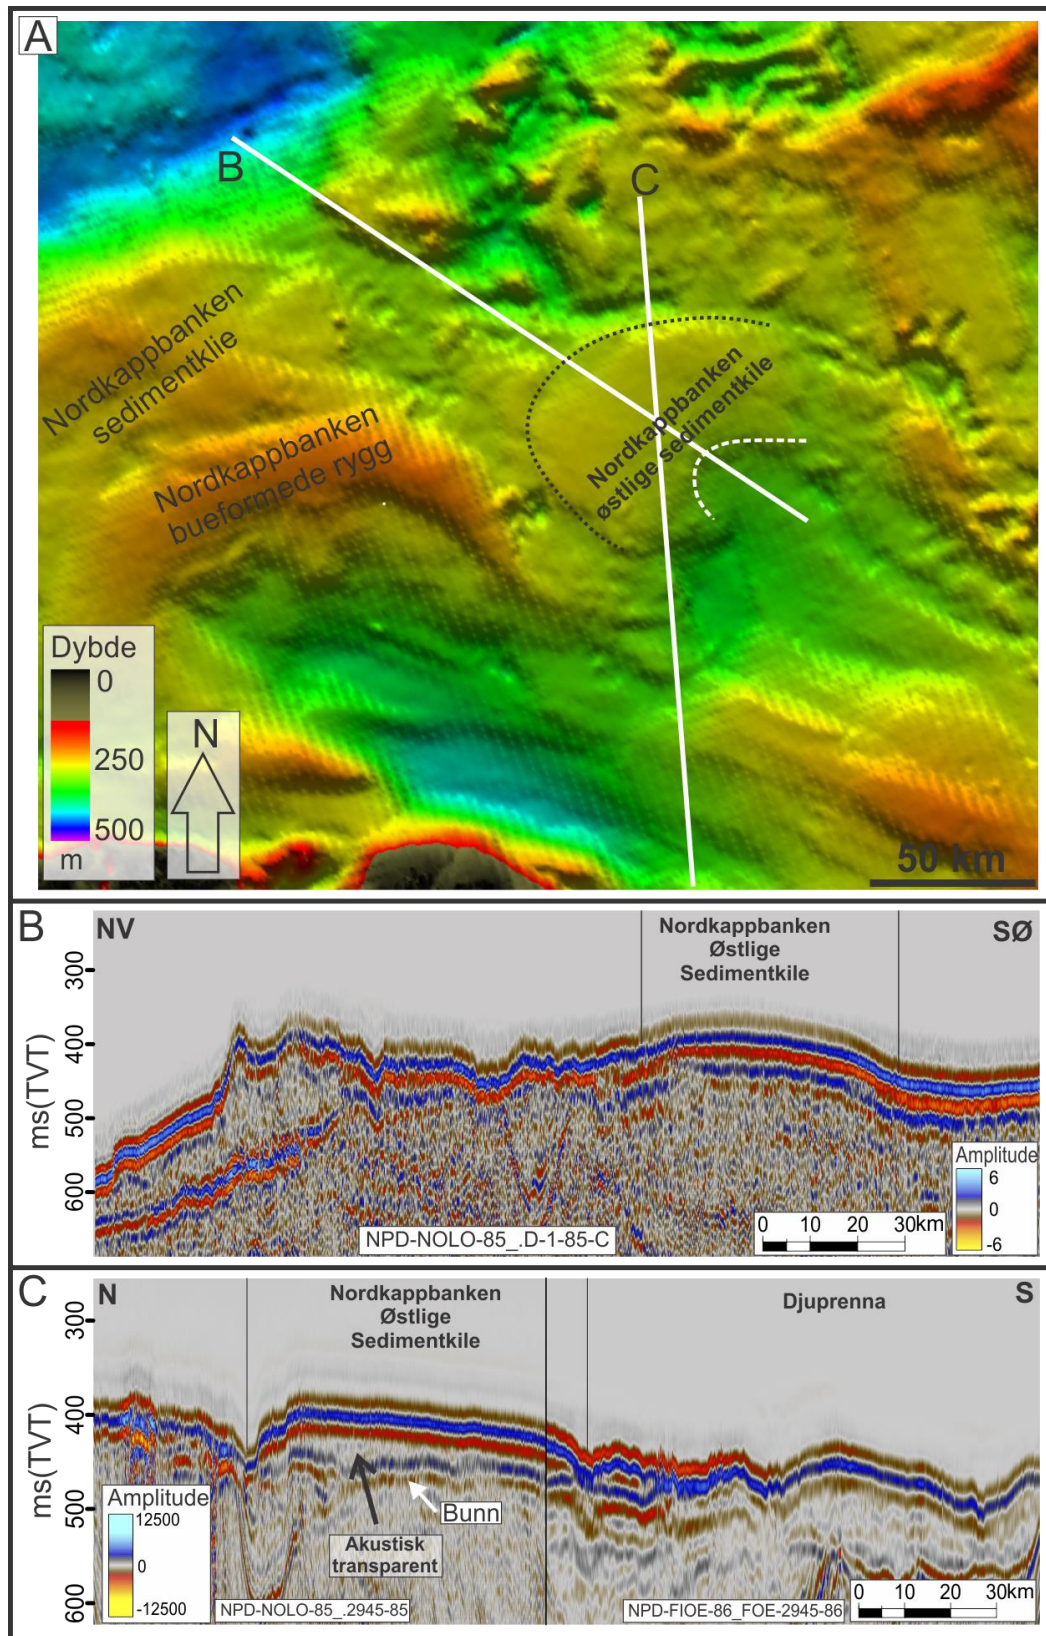 A
B
C
Nordkappbanken
sedimentklie
Nordkappbanken
bueformede rygg
Nordkappbanken
østlige sedimentkile
Dybde
0
250
500
m
N
50 km
B
NV
SØ
Nordkappbanken
Østlige
Sedimentkile
300
400
500
600
ms(TVT)
NPD-NOLO-85_.D-1-85-C
0 10 20 30km
Amplitude
6
0
-6
C
N
S
Nordkappbanken
Østlige
Sedimentkile
Djuprenna
300
400
500
600
ms(TVT)
Amplitude
12500
0
-12500
Akustisk
transparent
Bunn
NPD-NOLO-85_.2945-85
NPD-FIOE-86_FOE-2945-86
0 10 20 30km